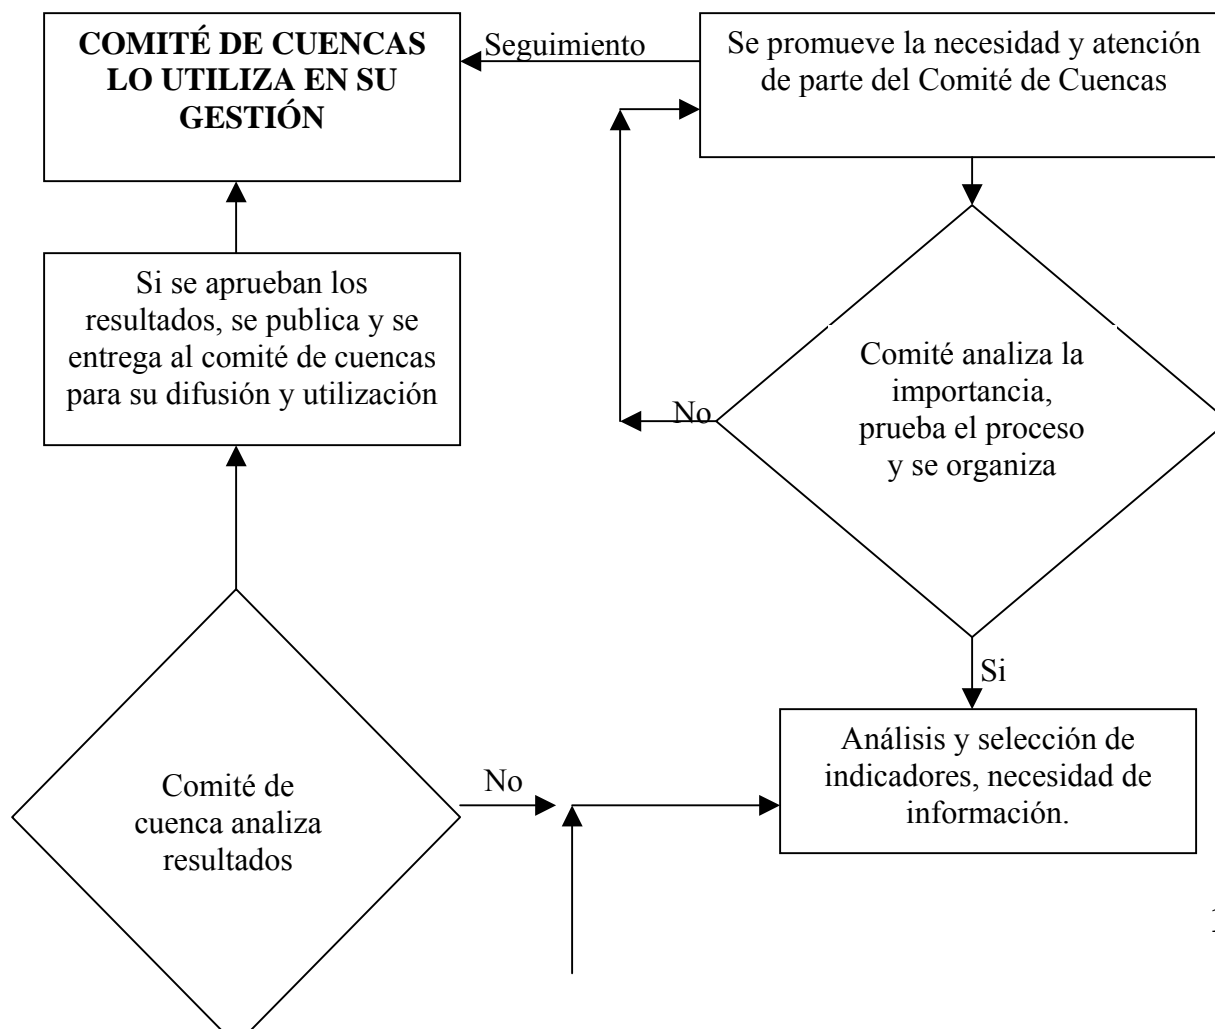 COMITÉ DE CUENCAS
LO UTILIZA EN SU
GESTIÓN
Seguimiento
Se promueve la necesidad y atención
de parte del Comité de Cuencas
Si se aprueban los
resultados, se publica y se
entrega al comité de cuencas
para su difusión y utilización
No
Comité analiza la
importancia,
prueba el proceso
y se organiza
Si
Comité de
cuenca analiza
resultados
No
Análisis y selección de
indicadores, necesidad de
información.